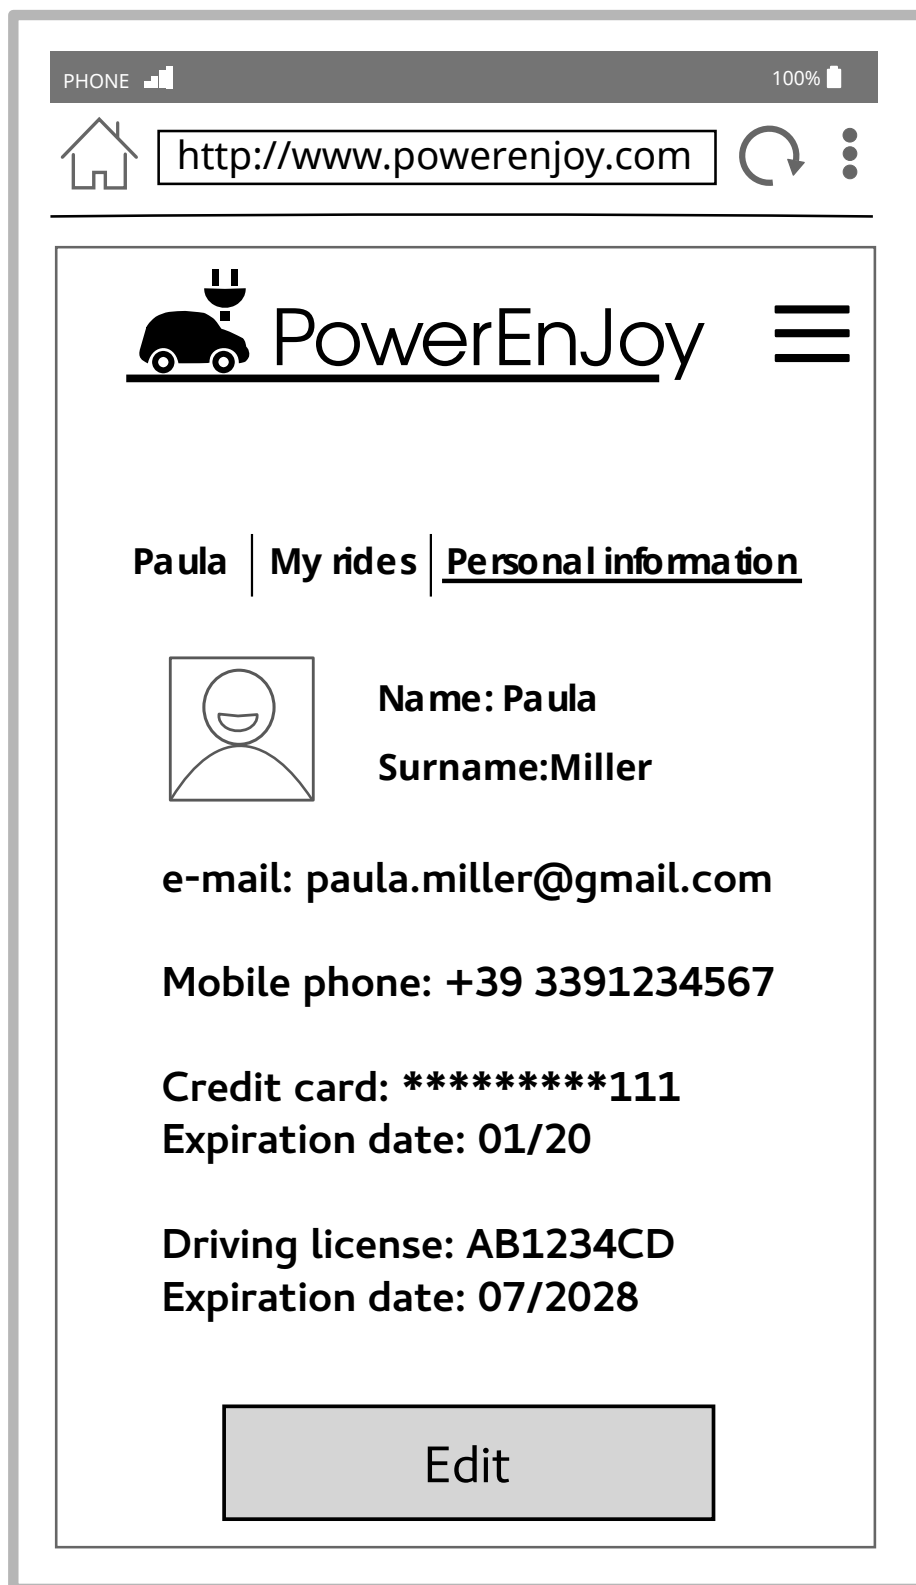 PHONE 100%
http://www.powerenjoy.com
PowerEnJoy
Paula My rides Personal information
Name: Paula
Surname:Miller
e-mail: paula.miller@gmail.com
Mobile phone: +39 3391234567
Credit card: *********111
Expiration date: 01/20
Driving license: AB1234CD
Expiration date: 07/2028
Edit